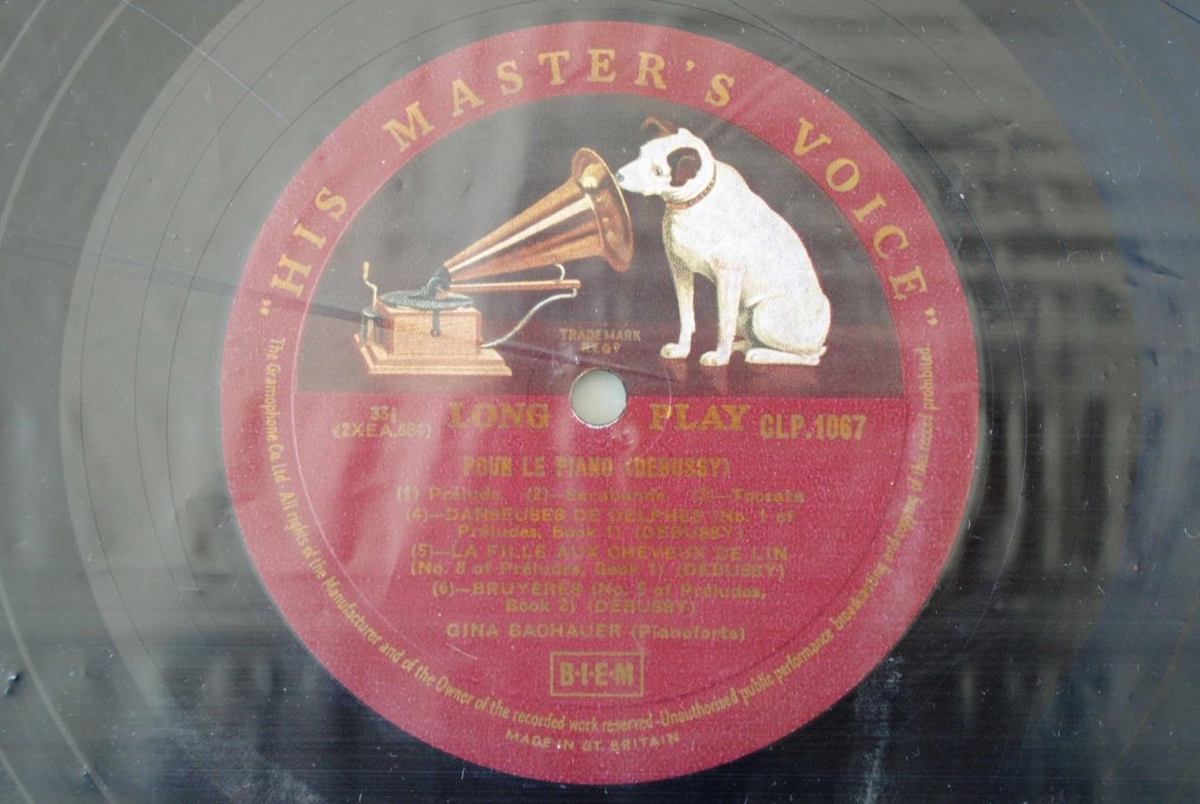 "HIS MASTER'S VOICE"
TRADEMARK
REGD
33⅓
(2XEA.684)
LONG PLAY
CLP.1067
POUR LE PIANO (DEBUSSY)
(1) Prélude. (2)—Sarabande. (3)—Toccata
(4)—DANSEUSES DE DELPHES (No. 1 of
Préludes, Book 1) (DEBUSSY)
(5)—LA FILLE AUX CHEVEUX DE LIN
(No. 8 of Préludes, Book 1) (DEBUSSY)
(6)—BRUYERES (No. 5 of Préludes,
Book 2) (DEBUSSY)
GINA BACHAUER (Pianoforte)
B·I·E·M
The Gramophone Co. Ltd. All rights of the Manufacturer and of the Owner of the recorded work reserved·Unauthorised public performance broadcasting and copying of this record prohibited
MADE IN GT. BRITAIN